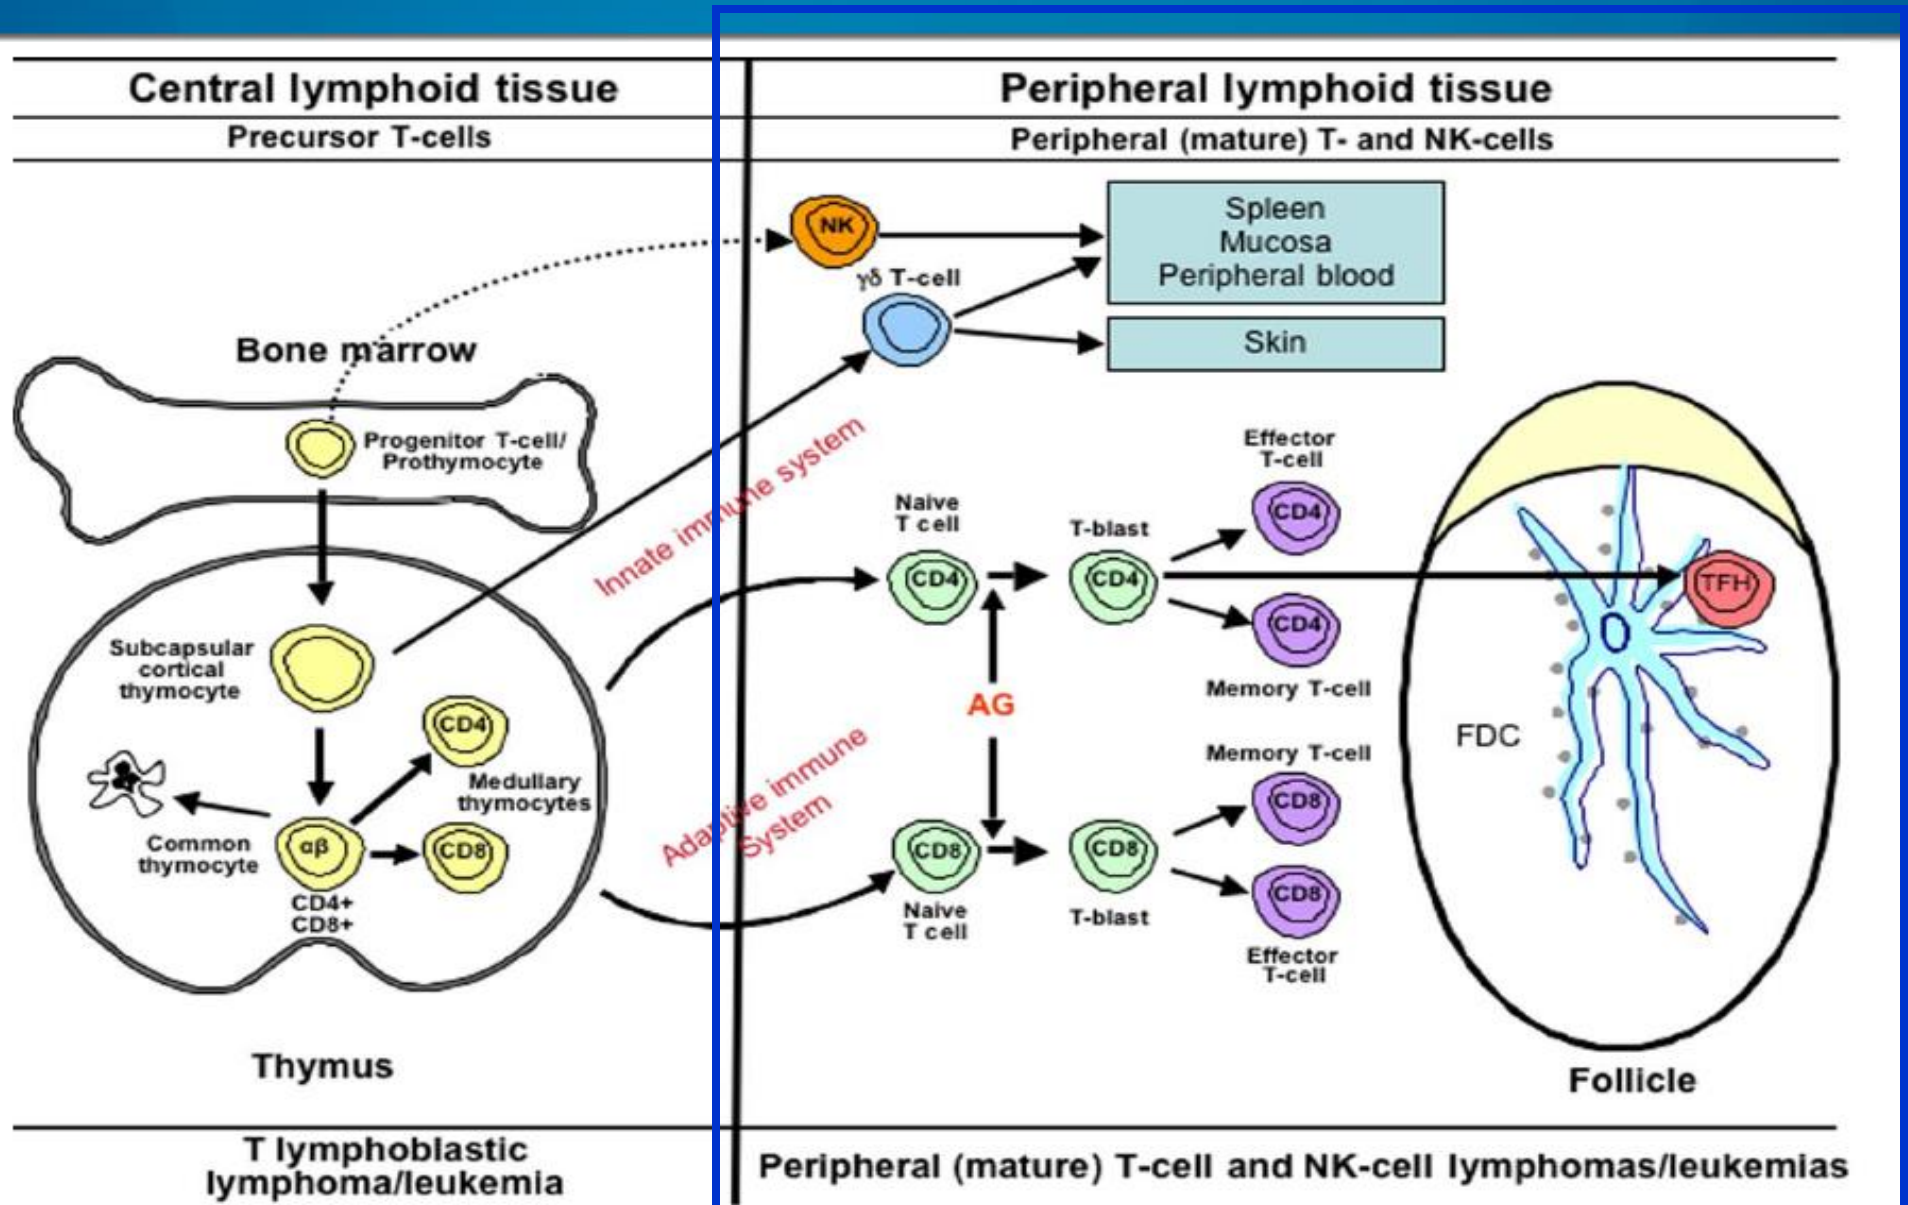 Central lymphoid tissue
Precursor T-cells
Bone marrow
Progenitor T-cell/
Prothymocyte
Subcapsular
cortical
thymocyte
CD4
Medullary
thymocytes
Common
thymocyte
αβ
CD8
CD4+
CD8+
Thymus
T lymphoblastic
lymphoma/leukemia
Innate immune system
Adaptive immune
System
Peripheral lymphoid tissue
Peripheral (mature) T- and NK-cells
NK
γδ T-cell
Spleen
Mucosa
Peripheral blood
Skin
Naive
T cell
CD4
T-blast
CD4
Effector
T-cell
CD4
CD4
Memory T-cell
AG
Memory T-cell
CD8
CD8
Naive
T cell
CD8
T-blast
CD8
Effector
T-cell
TFH
FDC
Follicle
Peripheral (mature) T-cell and NK-cell lymphomas/leukemias